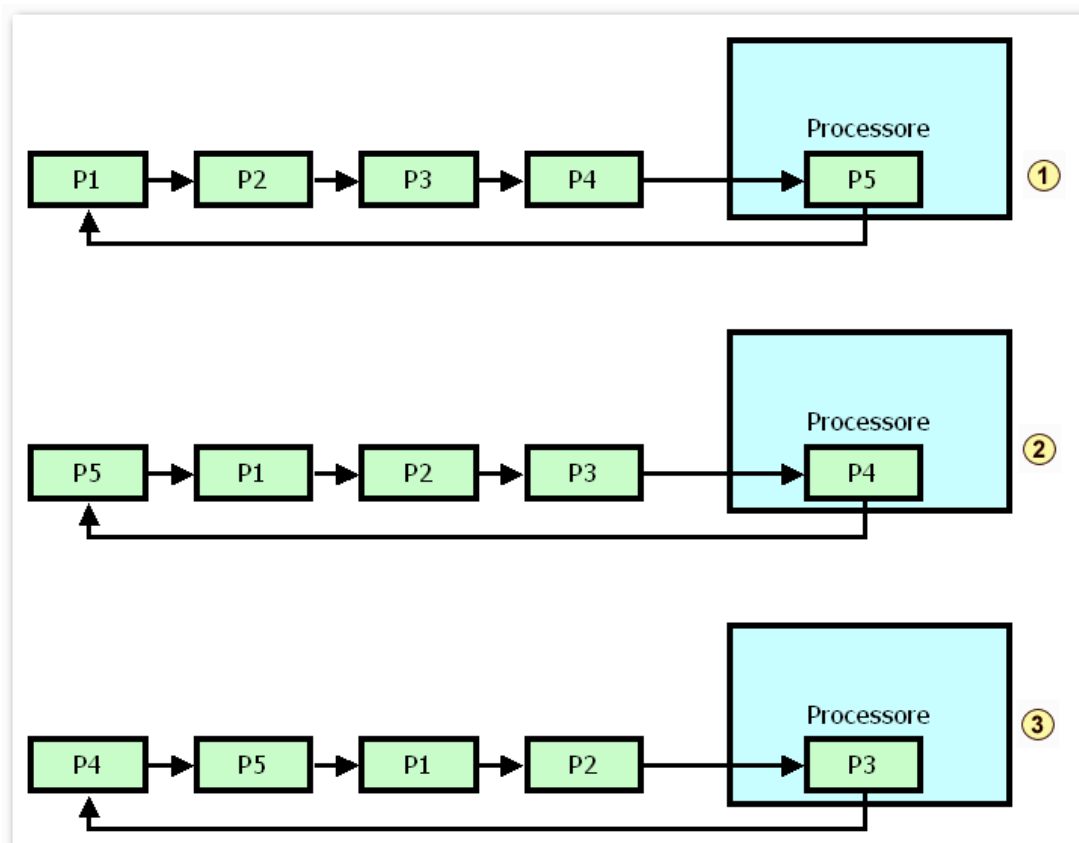 Processore
P1 P2 P3 P4 P5
1
Processore
P5 P1 P2 P3 P4
2
Processore
P4 P5 P1 P2 P3
3